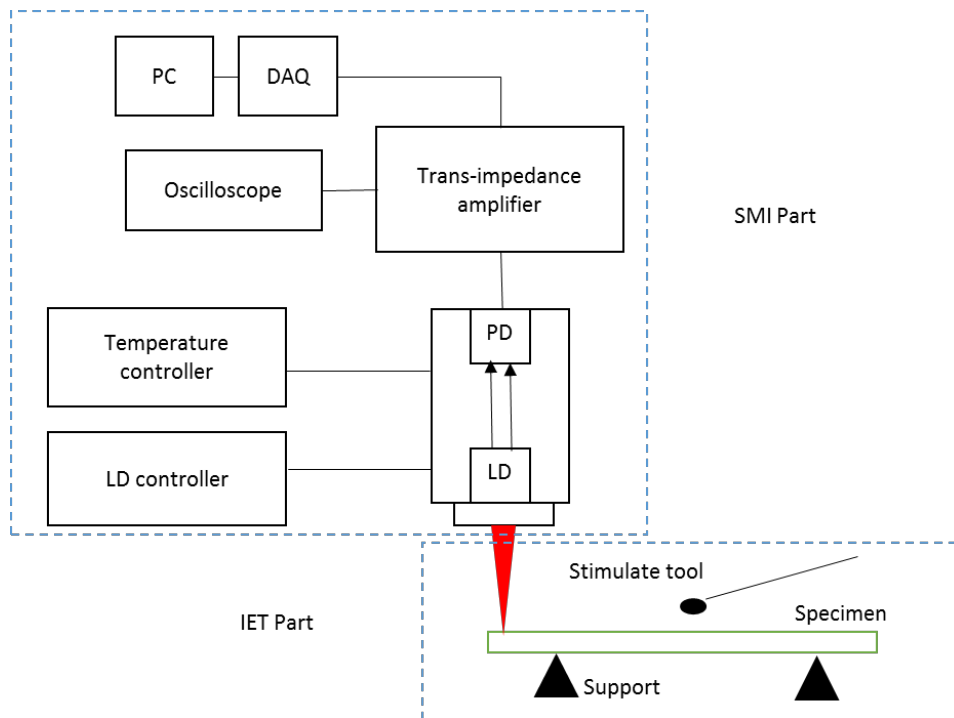 PC
DAQ
Oscilloscope
Trans-impedance
amplifier
SMI Part
Temperature
controller
PD
LD controller
LD
IET Part
Stimulate tool
Specimen
Support